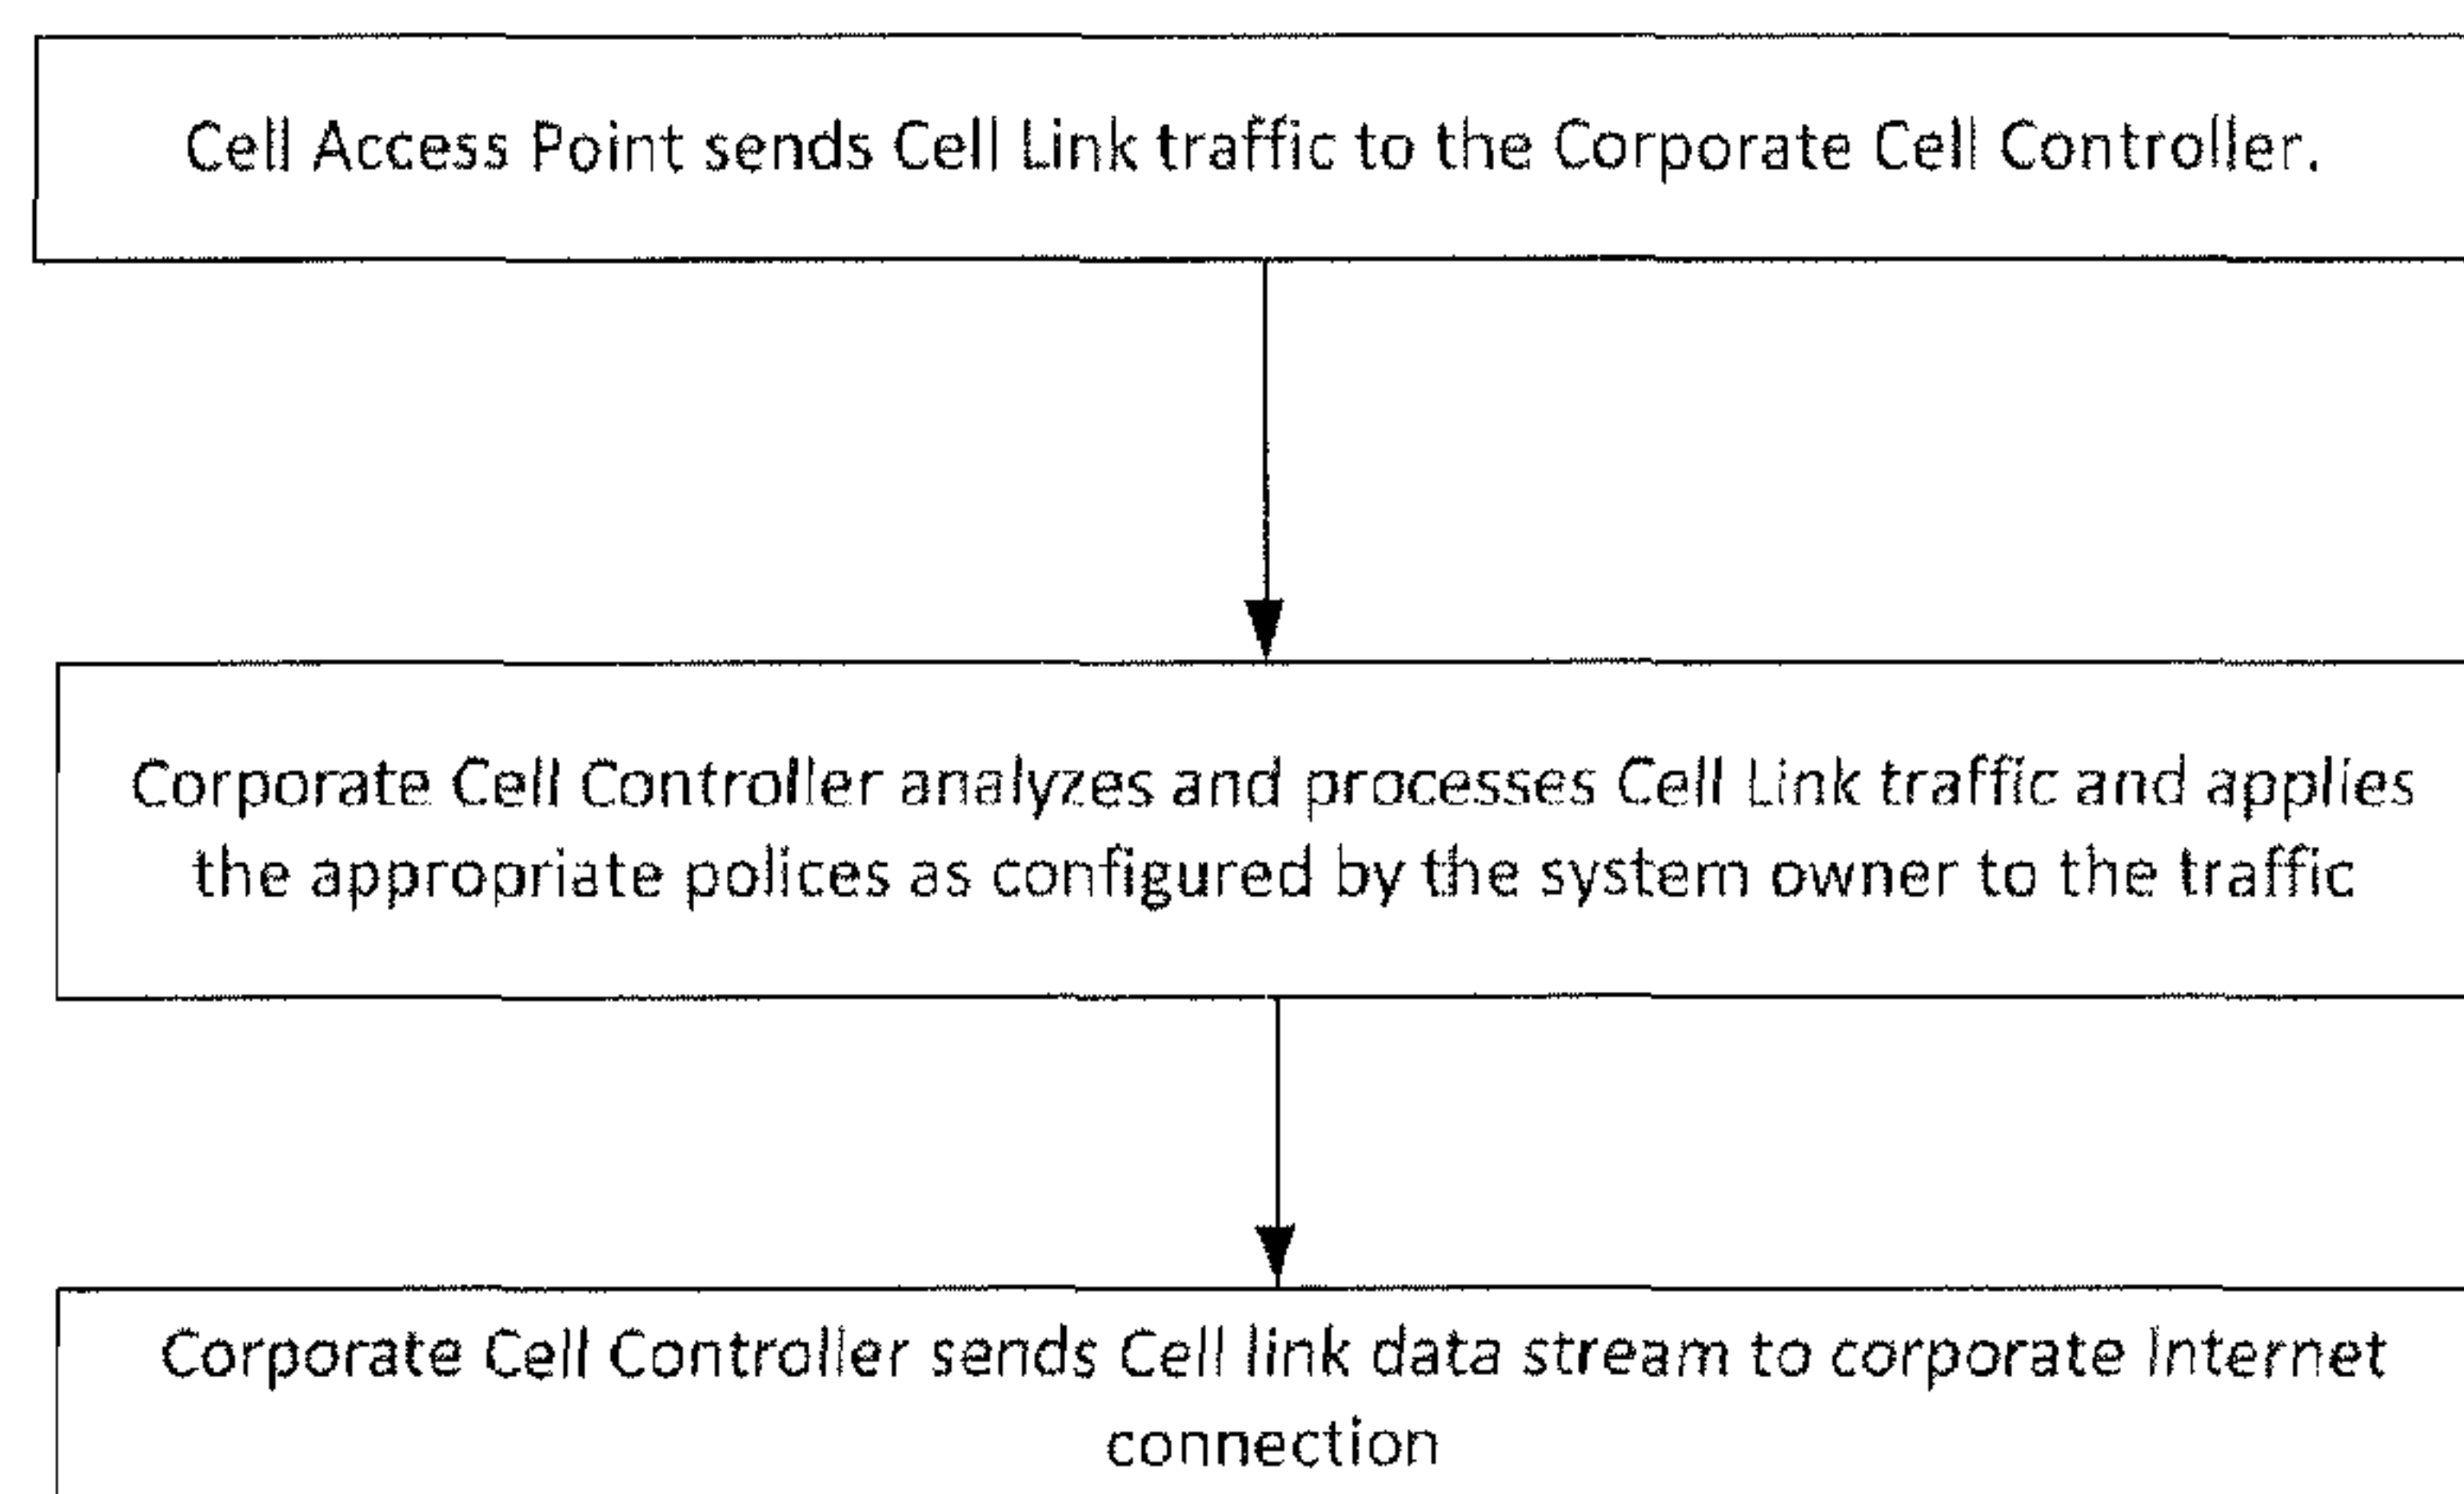 Cell Access Point sends Cell Link traffic to the Corporate Cell Controller.
Corporate Cell Controller analyzes and processes Cell Link traffic and applies
the appropriate polices as configured by the system owner to the traffic
Corporate Cell Controller sends Cell link data stream to corporate Internet
connection